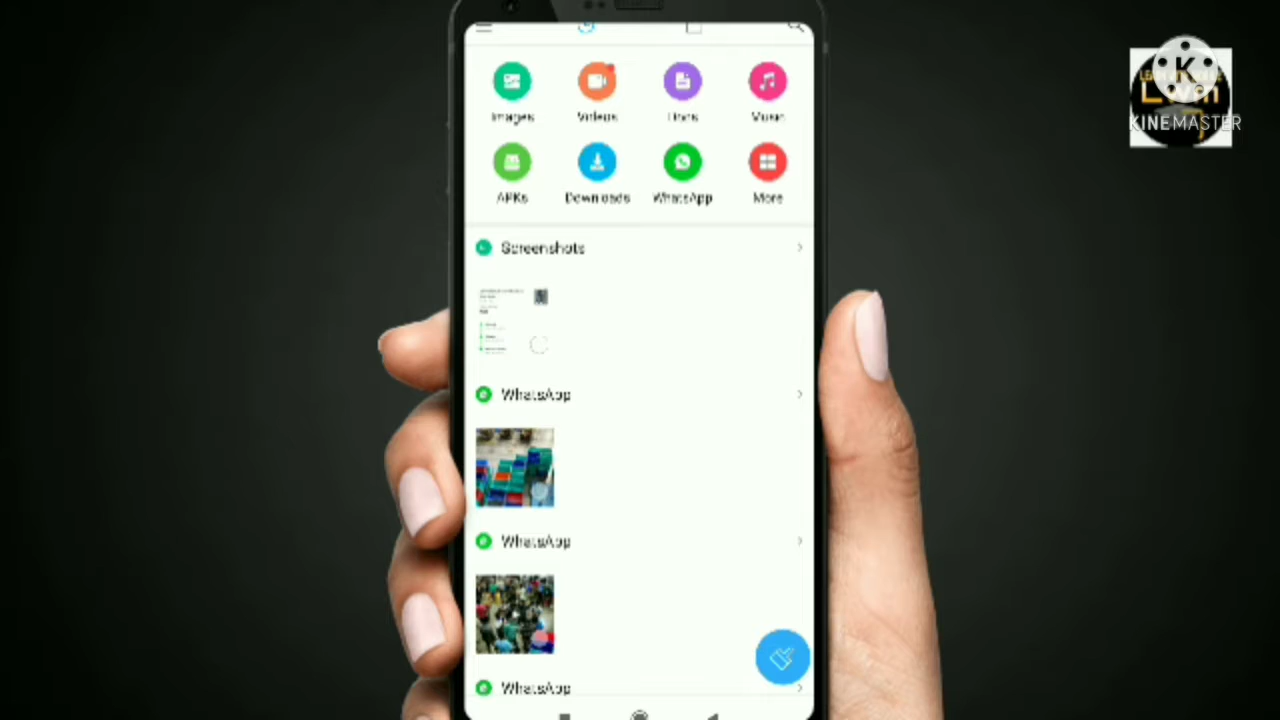 Images Videos Docs Music
APKs Downloads WhatsApp More
Screenshots
WhatsApp
WhatsApp
WhatsApp
KINEMASTER